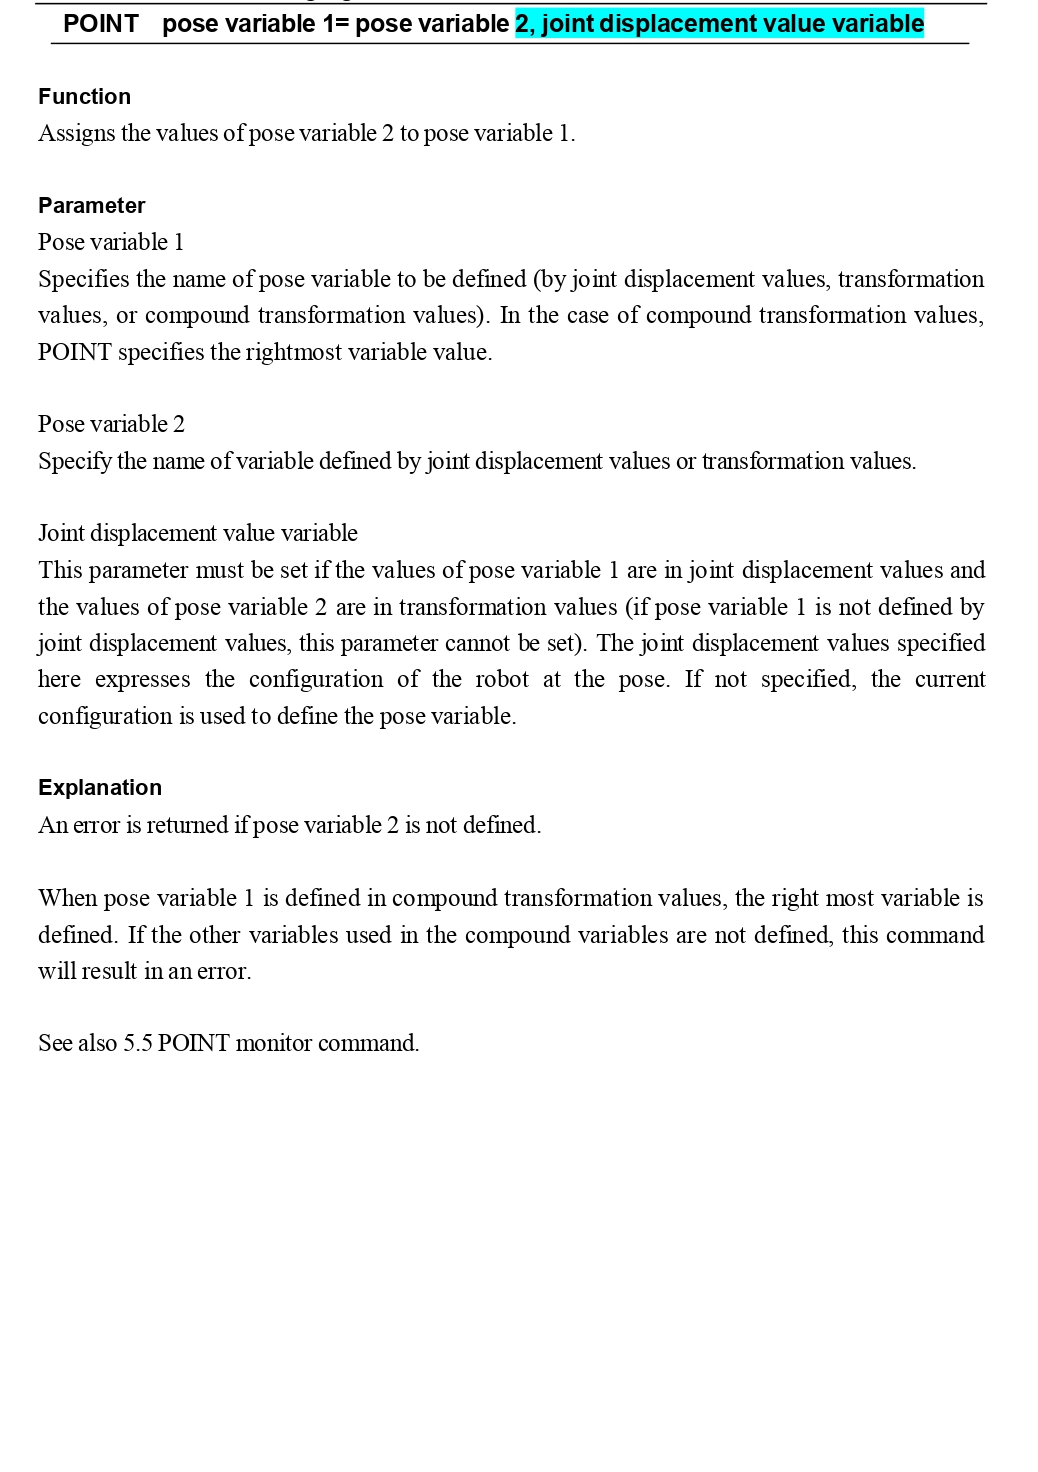 POINT pose variable 1= pose variable 2, joint displacement value variable
Function
Assigns the values of pose variable 2 to pose variable 1.
Parameter
Pose variable 1
Specifies the name of pose variable to be defined (by joint displacement values, transformation
values, or compound transformation values). In the case of compound transformation values,
POINT specifies the rightmost variable value.
Pose variable 2
Specify the name of variable defined by joint displacement values or transformation values.
Joint displacement value variable
This parameter must be set if the values of pose variable 1 are in joint displacement values and
the values of pose variable 2 are in transformation values (if pose variable 1 is not defined by
joint displacement values, this parameter cannot be set). The joint displacement values specified
here expresses the configuration of the robot at the pose. If not specified, the current
configuration is used to define the pose variable.
Explanation
An error is returned if pose variable 2 is not defined.
When pose variable 1 is defined in compound transformation values, the right most variable is
defined. If the other variables used in the compound variables are not defined, this command
will result in an error.
See also 5.5 POINT monitor command.